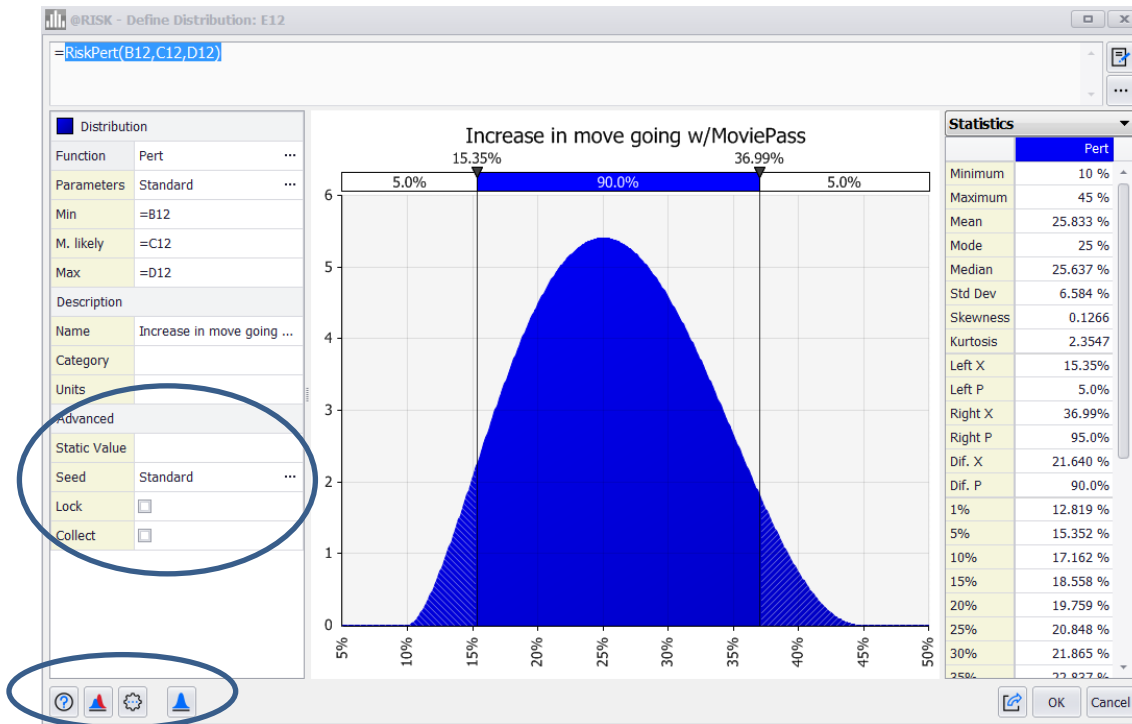 @RISK - Define Distribution: E12
=RiskPert(B12,C12,D12)
Distribution
Function Pert ...
Parameters Standard ...
Min =B12
M. likely =C12
Max =D12
Description
Name Increase in move going ...
Category
Units
Advanced
Static Value
Seed Standard ...
Lock
Collect
Increase in move going w/MoviePass
15.35% 36.99%
5.0% 90.0% 5.0%
6
5
4
3
2
1
0
5% 10% 15% 20% 25% 30% 35% 40% 45% 50%
Statistics
Pert
Minimum 10 %
Maximum 45 %
Mean 25.833 %
Mode 25 %
Median 25.637 %
Std Dev 6.584 %
Skewness 0.1266
Kurtosis 2.3547
Left X 15.35%
Left P 5.0%
Right X 36.99%
Right P 95.0%
Dif. X 21.640 %
Dif. P 90.0%
1% 12.819 %
5% 15.352 %
10% 17.162 %
15% 18.558 %
20% 19.759 %
25% 20.848 %
30% 21.865 %
35% 22.837 %
OK Cancel